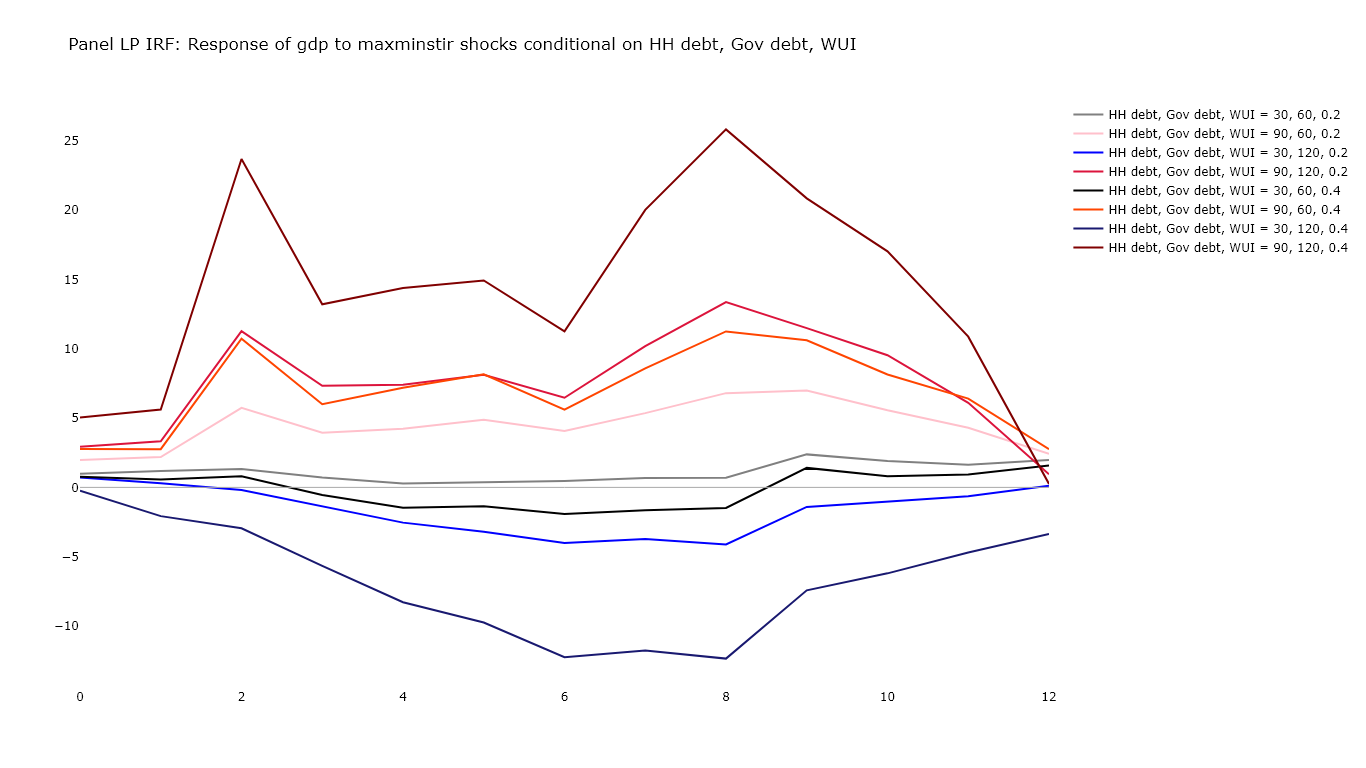 Panel LP IRF: Response of gdp to maxminstir shocks conditional on HH debt, Gov debt, WUI
HH debt, Gov debt, WUI = 30, 60, 0.2
HH debt, Gov debt, WUI = 90, 60, 0.2
HH debt, Gov debt, WUI = 30, 120, 0.2
HH debt, Gov debt, WUI = 90, 120, 0.2
HH debt, Gov debt, WUI = 30, 60, 0.4
HH debt, Gov debt, WUI = 90, 60, 0.4
HH debt, Gov debt, WUI = 30, 120, 0.4
HH debt, Gov debt, WUI = 90, 120, 0.4
25
20
15
10
5
0
−5
−10
0 2 4 6 8 10 12